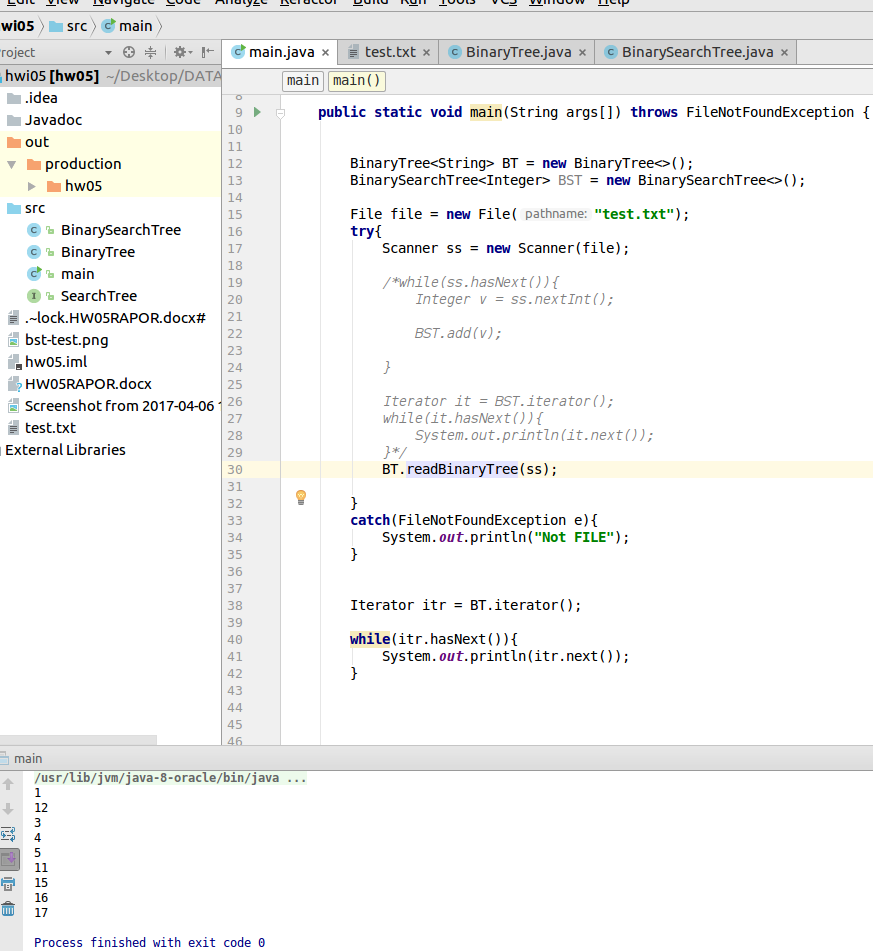 Edit View Navigate Code Analyze Refactor Build Run Tools VCS Window Help
wi05 src main
roject
main.java × test.txt × BinaryTree.java × BinarySearchTree.java ×
hwi05 [hw05] ~/Desktop/DATA
.idea
Javadoc
out
production
hw05
src
BinarySearchTree
BinaryTree
main
SearchTree
.~lock.HW05RAPOR.docx#
bst-test.png
hw05.iml
HW05RAPOR.docx
Screenshot from 2017-04-06 1
test.txt
External Libraries
main main()
8
9 public static void main(String args[]) throws FileNotFoundException {
10
11
12 BinaryTree<String> BT = new BinaryTree<>();
13 BinarySearchTree<Integer> BST = new BinarySearchTree<>();
14
15 File file = new File( pathname: "test.txt");
16 try{
17 Scanner ss = new Scanner(file);
18
19 /*while(ss.hasNext()){
20 Integer v = ss.nextInt();
21
22 BST.add(v);
23
24 }
25
26 Iterator it = BST.iterator();
27 while(it.hasNext()){
28 System.out.println(it.next());
29 }*/
30 BT.readBinaryTree(ss);
31
32 }
33 catch(FileNotFoundException e){
34 System.out.println("Not FILE");
35 }
36
37
38 Iterator itr = BT.iterator();
39
40 while(itr.hasNext()){
41 System.out.println(itr.next());
42 }
43
44
45
46
main
/usr/lib/jvm/java-8-oracle/bin/java ...
1
12
3
4
5
11
15
16
17
Process finished with exit code 0